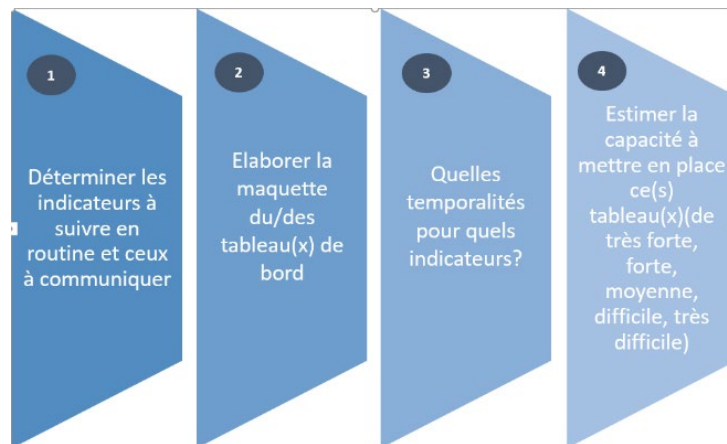 1
Déterminer les
indicateurs à
suivre en
routine et ceux
à communiquer
2
Elaborer la
maquette
du/des
tableau(x) de
bord
3
Quelles
temporalités
pour quels
indicateurs?
4
Estimer la
capacité à
mettre en place
ce(s)
tableau(x)(de
très forte,
forte,
moyenne,
difficile, très
difficile)